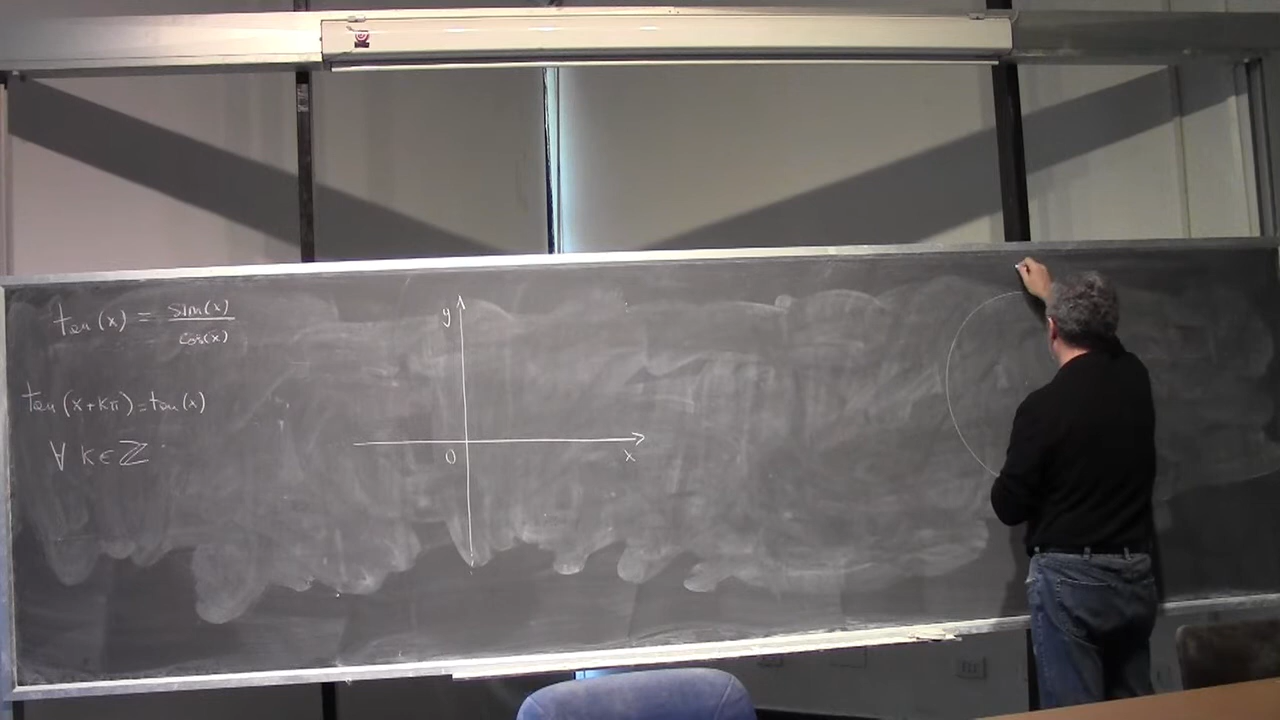 tan(x) = sin(x)/cos(x)
tan(x+kπ)=tan(x)
∀ k∈ℤ
y
0
x